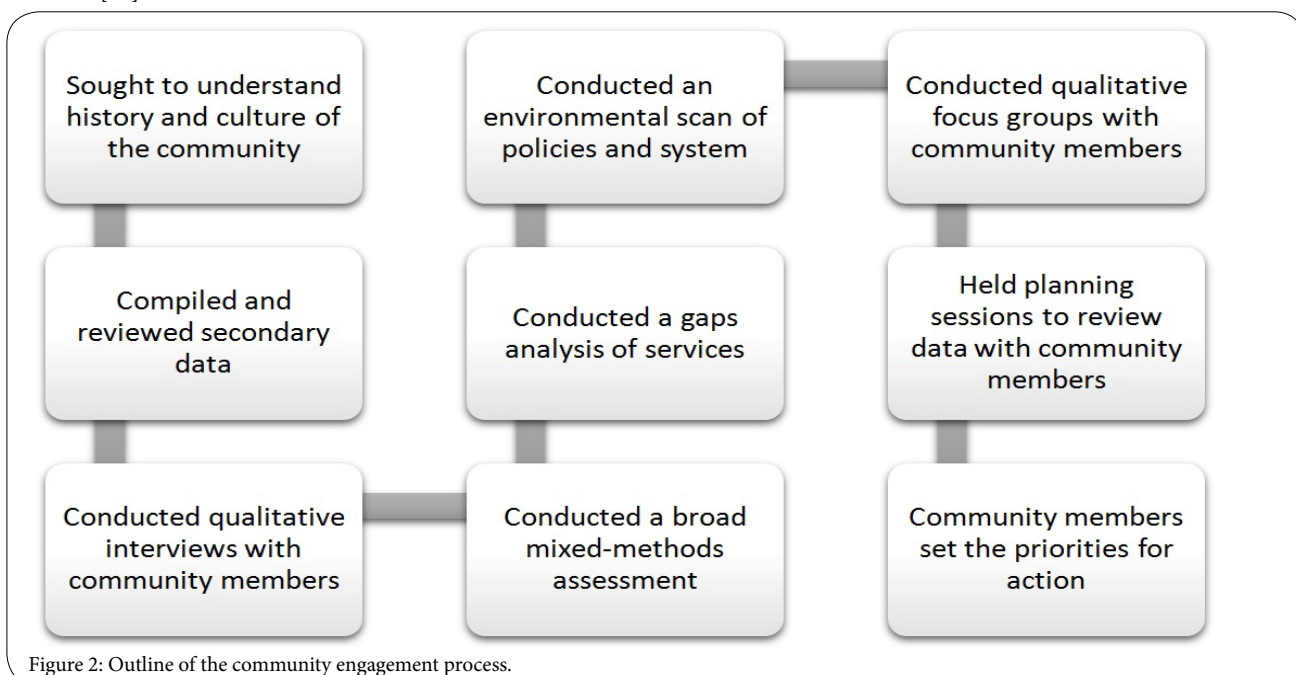 Sought to understand
history and culture of
the community
Compiled and
reviewed secondary
data
Conducted qualitative
interviews with
community members
Conducted a broad
mixed-methods
assessment
Conducted a gaps
analysis of services
Conducted an
environmental scan of
policies and system
Conducted qualitative
focus groups with
community members
Held planning
sessions to review
data with community
members
Community members
set the priorities for
action
Figure 2: Outline of the community engagement process.